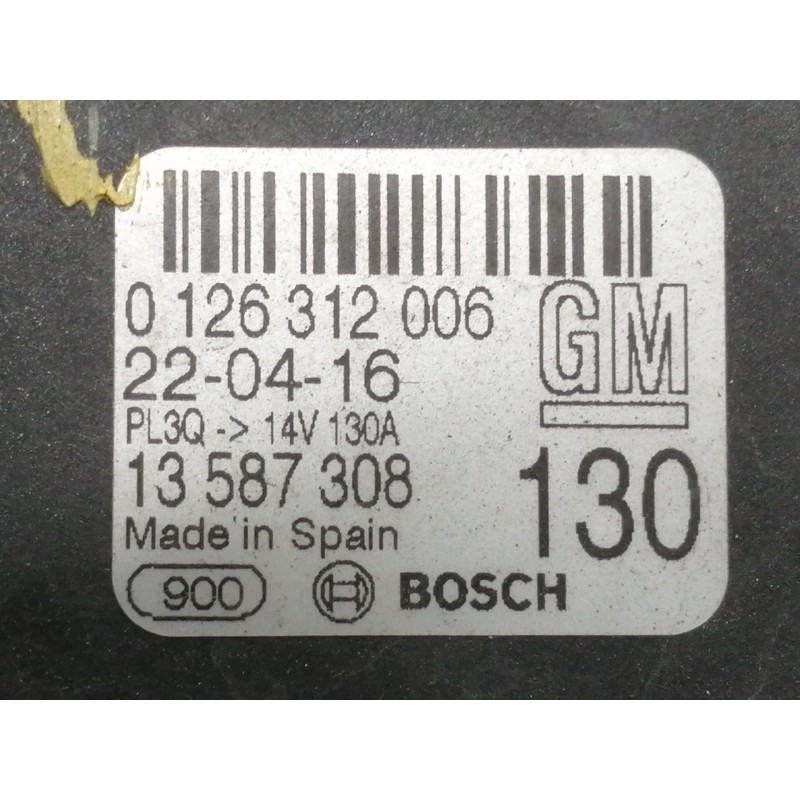 0 126 312 006
22-04-16
PL3Q -> 14V 130A
13 587 308
Made in Spain
900
BOSCH
GM
130